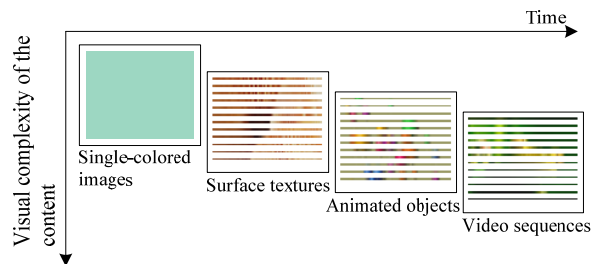 Time
Visual complexity of the
content
Single-colored
images
Surface textures
Animated objects
Video sequences